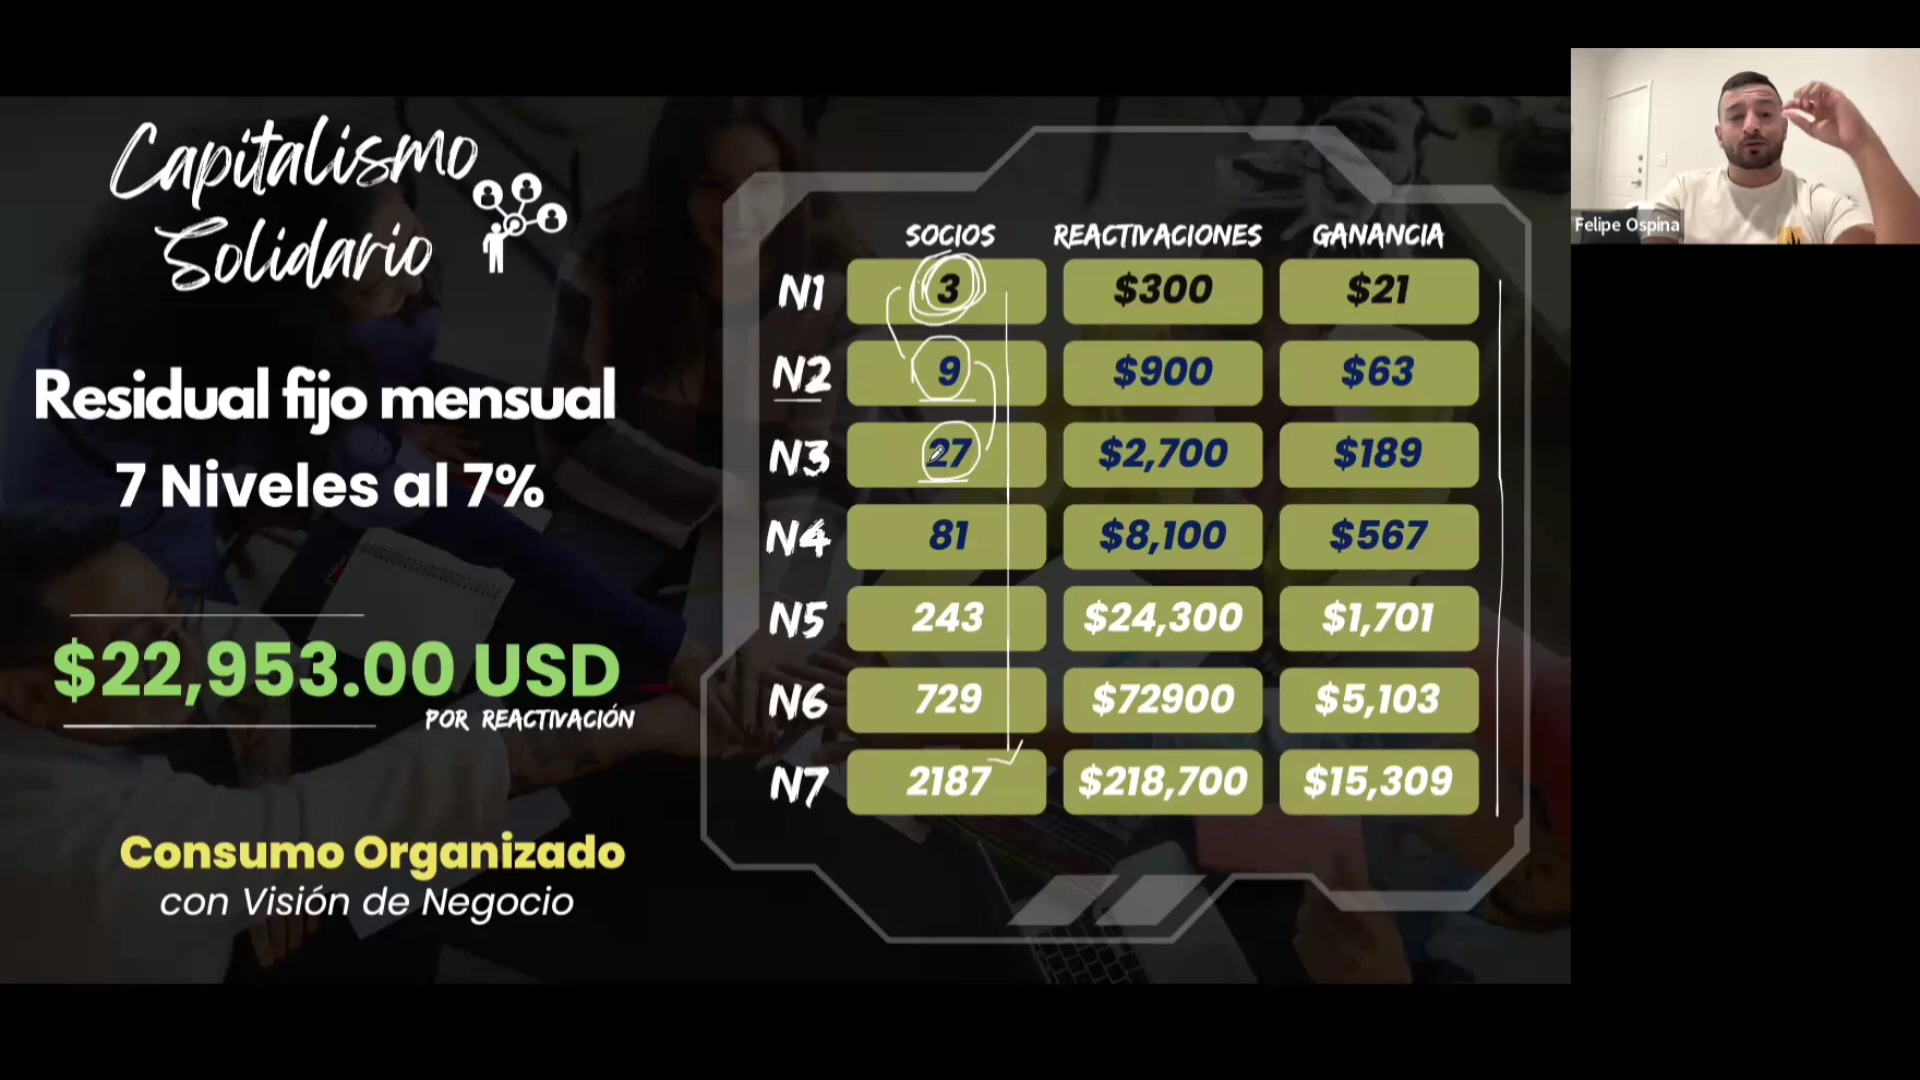 Capitalismo
Solidario
Residual fijo mensual
7 Niveles al 7%
$22,953.00 USD
POR REACTIVACIÓN
Consumo Organizado
con Visión de Negocio
SOCIOS REACTIVACIONES GANANCIA
N1 3 $300 $21
N2 9 $900 $63
N3 27 $2,700 $189
N4 81 $8,100 $567
N5 243 $24,300 $1,701
N6 729 $72900 $5,103
N7 2187 $218,700 $15,309
Felipe Ospina